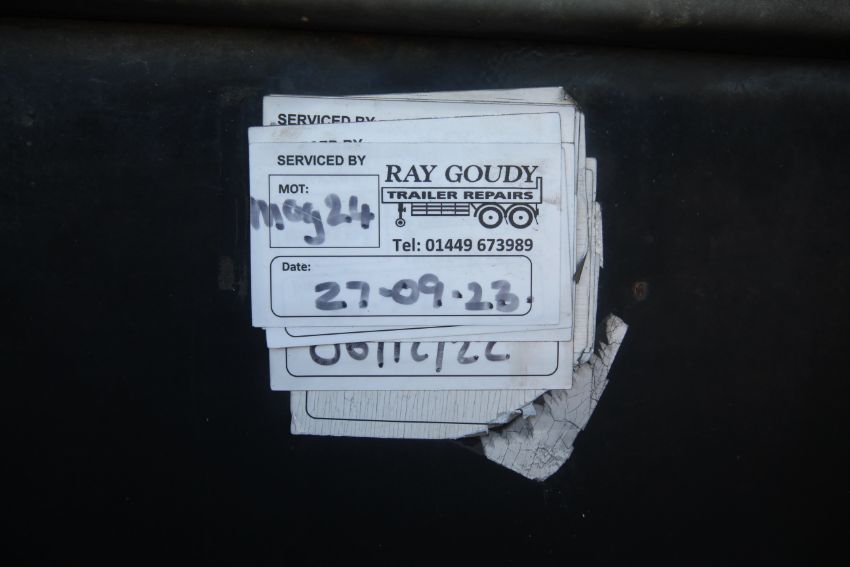 SERVICED BY
SERVICED BY
RAY GOUDY
TRAILER REPAIRS
MOT:
May 24
Tel: 01449 673989
Date:
27-09-23.
06/12/22